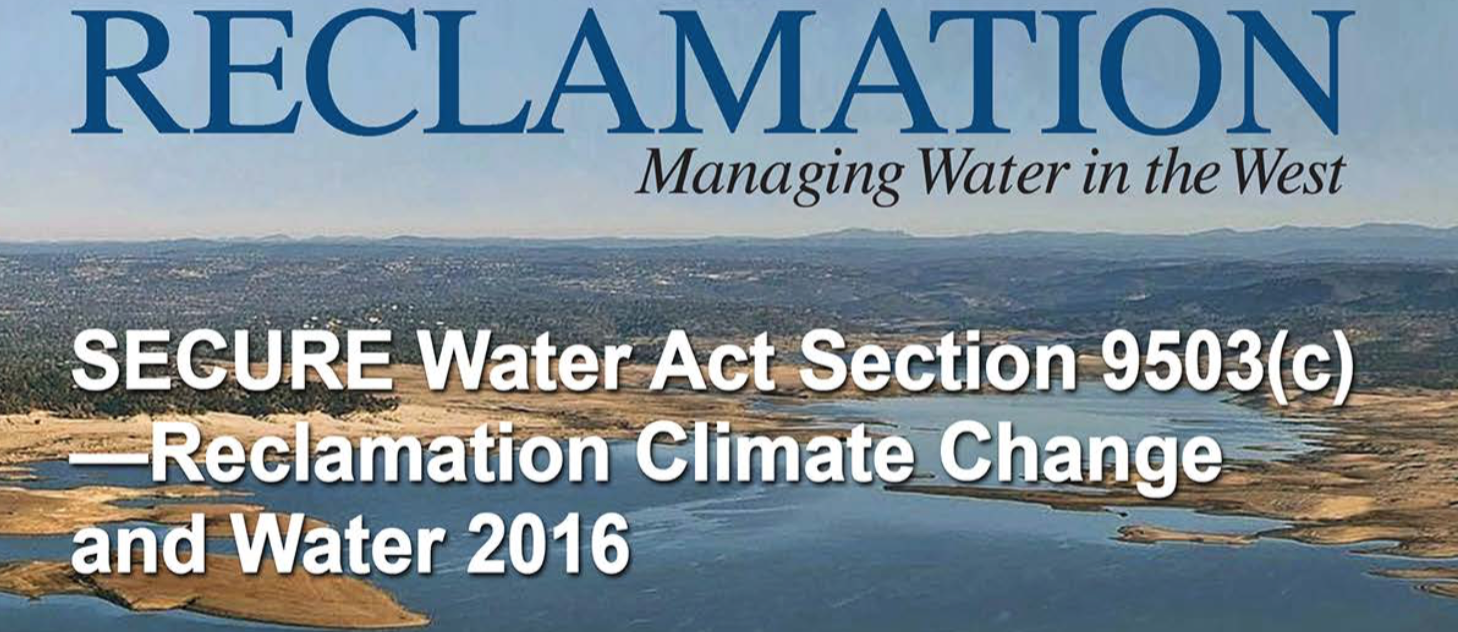 RECLAMATION
Managing Water in the West
SECURE Water Act Section 9503(c)
—Reclamation Climate Change
and Water 2016